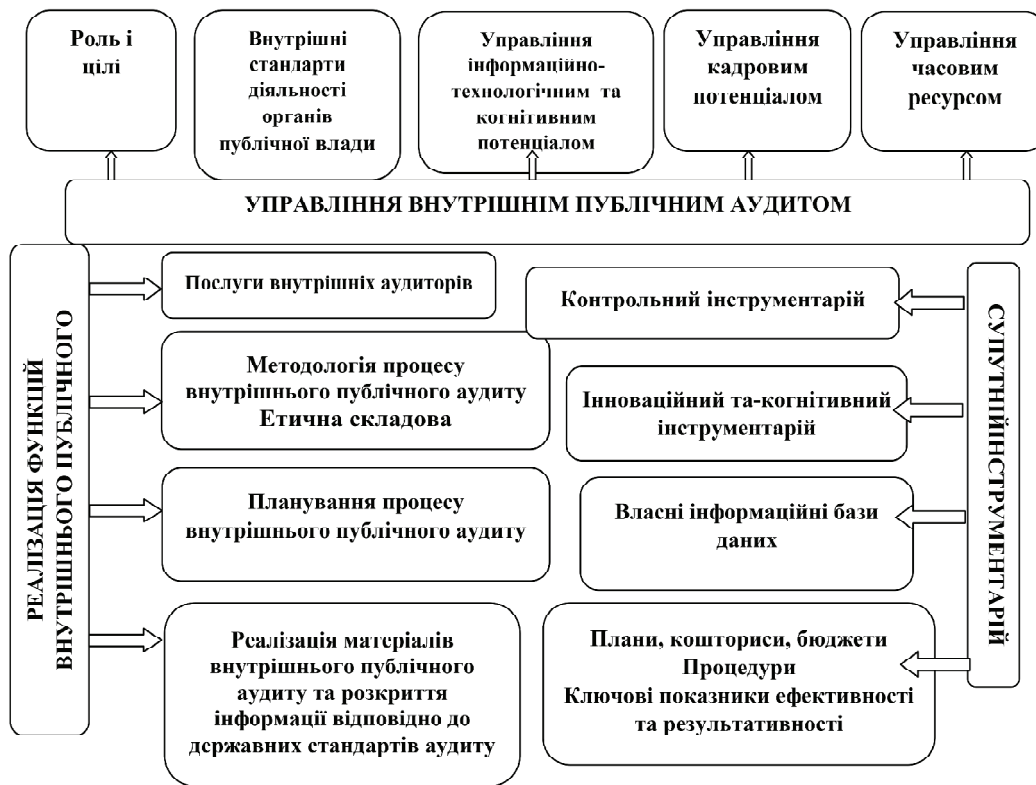 Роль і
цілі
Внутрішні
стандарти
діяльності
органів
публічної влади
Управління
інформаційно-
технологічним та
когнітивним
потенціалом
Управління
кадровим
потенціалом
Управління
часовим
ресурсом
УПРАВЛІННЯ ВНУТРІШНІМ ПУБЛІЧНИМ АУДИТОМ
РЕАЛІЗАЦІЯ ФУНКЦІЙ
ВНУТРІШНЬОГО ПУБЛІЧНОГО
Послуги внутрішніх аудиторів
Методологія процесу
внутрішнього публічного аудиту
Етична складова
Планування процесу
внутрішнього публічного аудиту
Реалізація матеріалів
внутрішнього публічного
аудиту та розкриття
інформації відповідно до
державних стандартів аудиту
Контрольний інструментарій
Інноваційний та-когнітивний
інструментарій
Власні інформаційні бази
даних
Плани, кошториси, бюджети
Процедури
Ключові показники ефективності
та результативності
СУПУТНІЙІНСТРУМЕНТАРІЙ